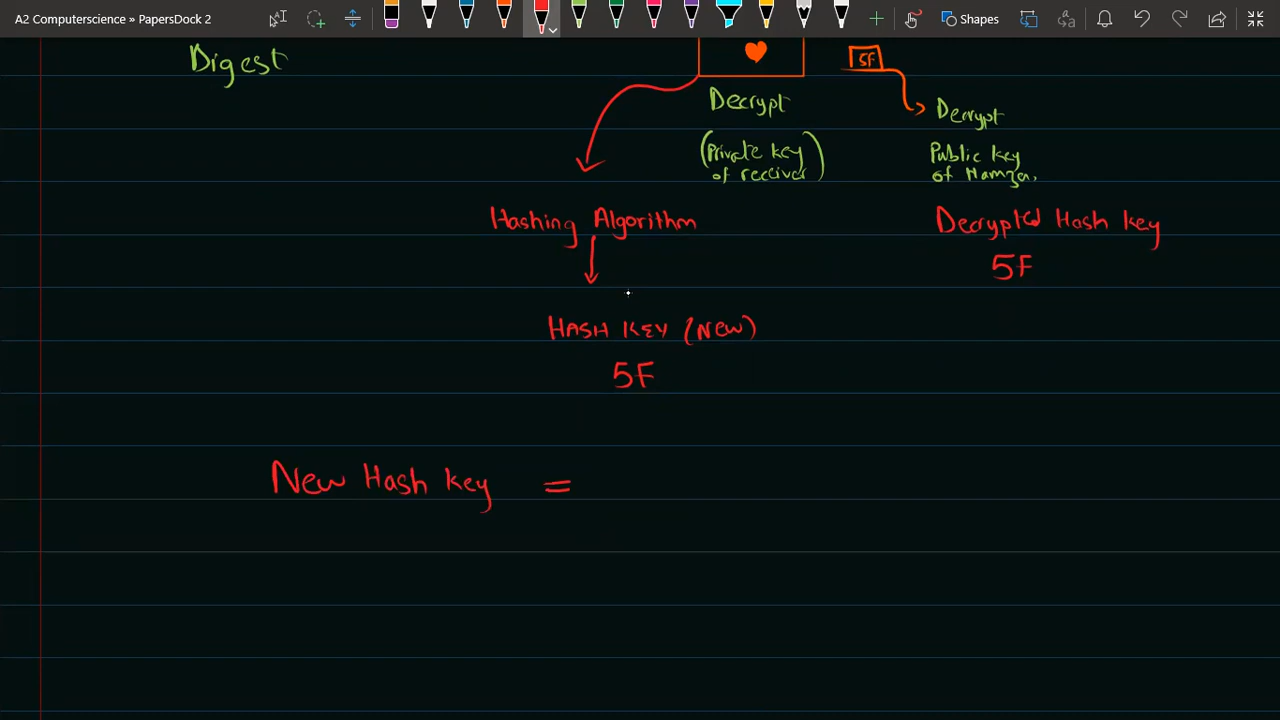 A2 Computerscience » PapersDock 2
Shapes
Digest
5F
Decrypt
(Private key of receiver)
Decrypt
Public key
of Hamza.
Hashing Algorithm
Decrypted Hash key
5F
HASH KEY (NEW)
5F
New Hash key =